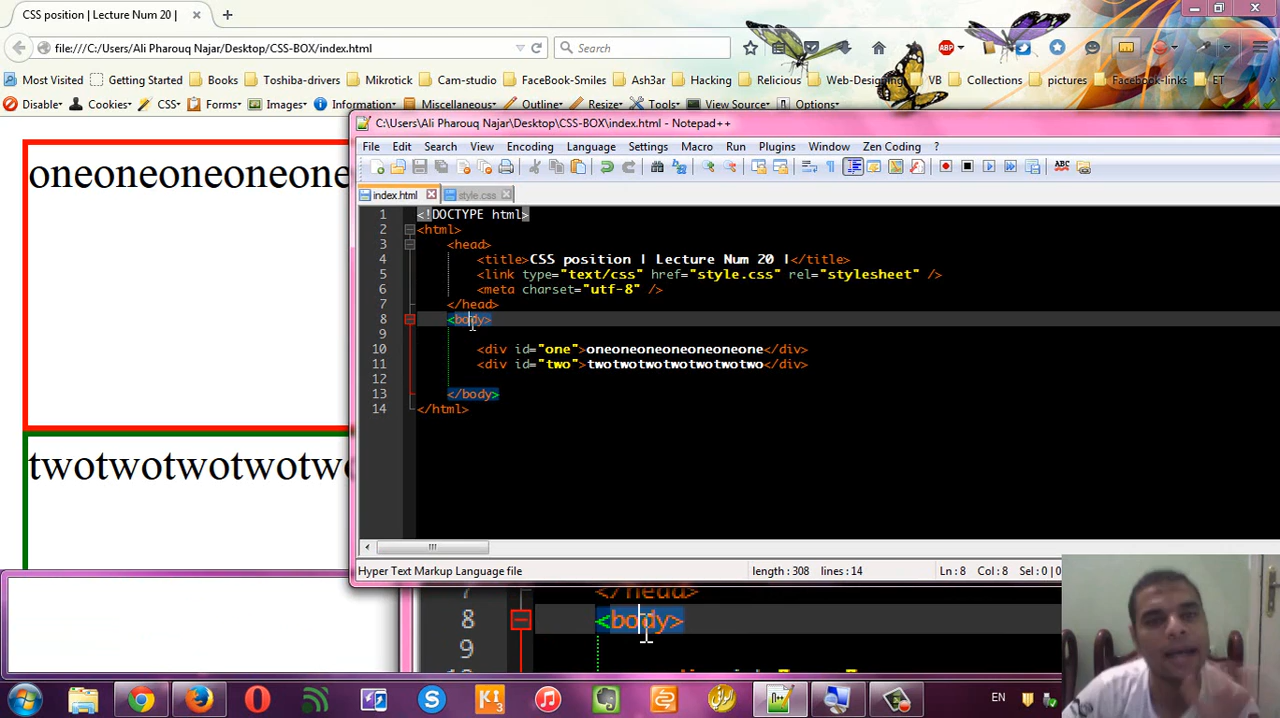 CSS position | Lecture Num 20 |
file:///C:/Users/Ali Pharouq Najar/Desktop/CSS-BOX/index.html
Search
ABP
Most Visited Getting Started Books Toshiba-drivers Mikrotick Cam-studio FaceBook-Smiles Ash3ar Hacking Relicious Web-Designing VB Collections pictures Facebook-links ET
Disable Cookies CSS Forms Images Information Miscellaneous Outline Resize Tools View Source Options
C:\Users\Ali Pharouq Najar\Desktop\CSS-BOX\index.html - Notepad++
File Edit Search View Encoding Language Settings Macro Run Plugins Window Zen Coding ?
ABC
index.html style.css
1 <!DOCTYPE html>
2 <html>
3 <head>
4 <title>CSS position | Lecture Num 20 |</title>
5 <link type="text/css" href="style.css" rel="stylesheet" />
6 <meta charset="utf-8" />
7 </head>
8 <body>
9
10 <div id="one">oneoneoneoneoneoneone</div>
11 <div id="two">twotwotwotwotwotwotwo</div>
12
13 </body>
14 </html>
oneoneoneoneone
twotwotwotwotwo
Hyper Text Markup Language file length : 308 lines : 14 Ln : 8 Col : 8 Sel : 0 | 0
7 </head>
8 <body>
9
EN